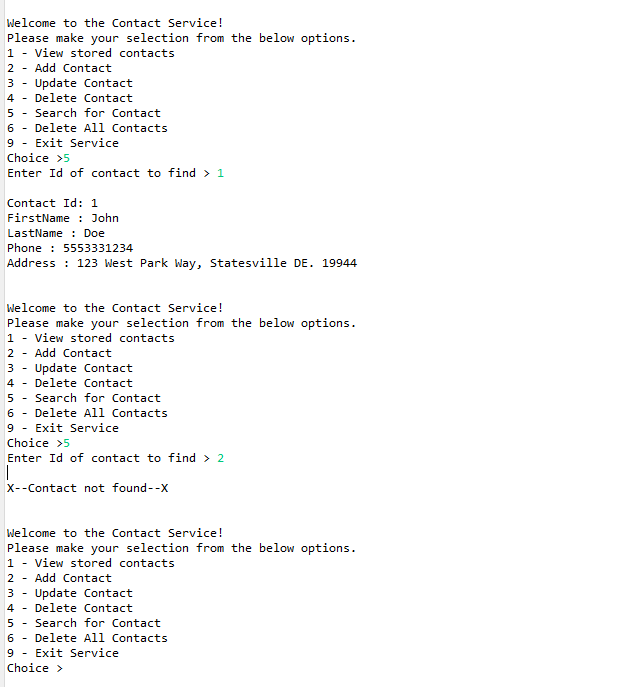 Welcome to the Contact Service!
Please make your selection from the below options.
1 - View stored contacts
2 - Add Contact
3 - Update Contact
4 - Delete Contact
5 - Search for Contact
6 - Delete All Contacts
9 - Exit Service
Choice >5
Enter Id of contact to find > 1
Contact Id: 1
FirstName : John
LastName : Doe
Phone : 5553331234
Address : 123 West Park Way, Statesville DE. 19944
Welcome to the Contact Service!
Please make your selection from the below options.
1 - View stored contacts
2 - Add Contact
3 - Update Contact
4 - Delete Contact
5 - Search for Contact
6 - Delete All Contacts
9 - Exit Service
Choice >5
Enter Id of contact to find > 2
X--Contact not found--X
Welcome to the Contact Service!
Please make your selection from the below options.
1 - View stored contacts
2 - Add Contact
3 - Update Contact
4 - Delete Contact
5 - Search for Contact
6 - Delete All Contacts
9 - Exit Service
Choice >